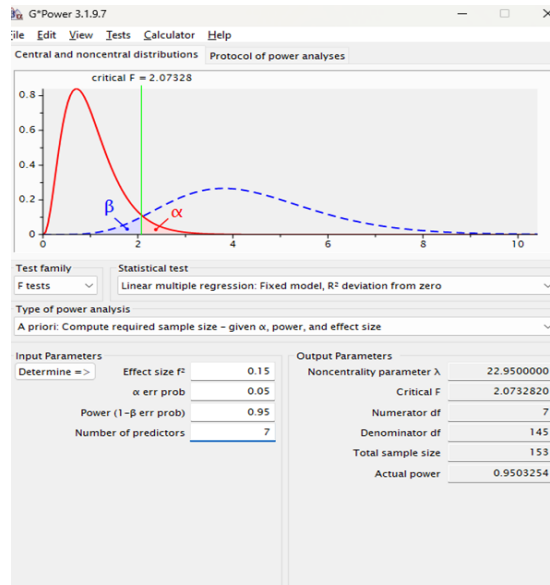 G*Power 3.1.9.7
File Edit View Tests Calculator Help
Central and noncentral distributions Protocol of power analyses
critical F = 2.07328
0.8
0.6
0.4
0.2
0
β
α
0 2 4 6 8 10
Test family Statistical test
F tests Linear multiple regression: Fixed model, R² deviation from zero
Type of power analysis
A priori: Compute required sample size – given α, power, and effect size
Input Parameters Output Parameters
Determine => Effect size f² 0.15 Noncentrality parameter λ 22.9500000
α err prob 0.05 Critical F 2.0732820
Power (1-β err prob) 0.95 Numerator df 7
Number of predictors 7 Denominator df 145
Total sample size 153
Actual power 0.9503254